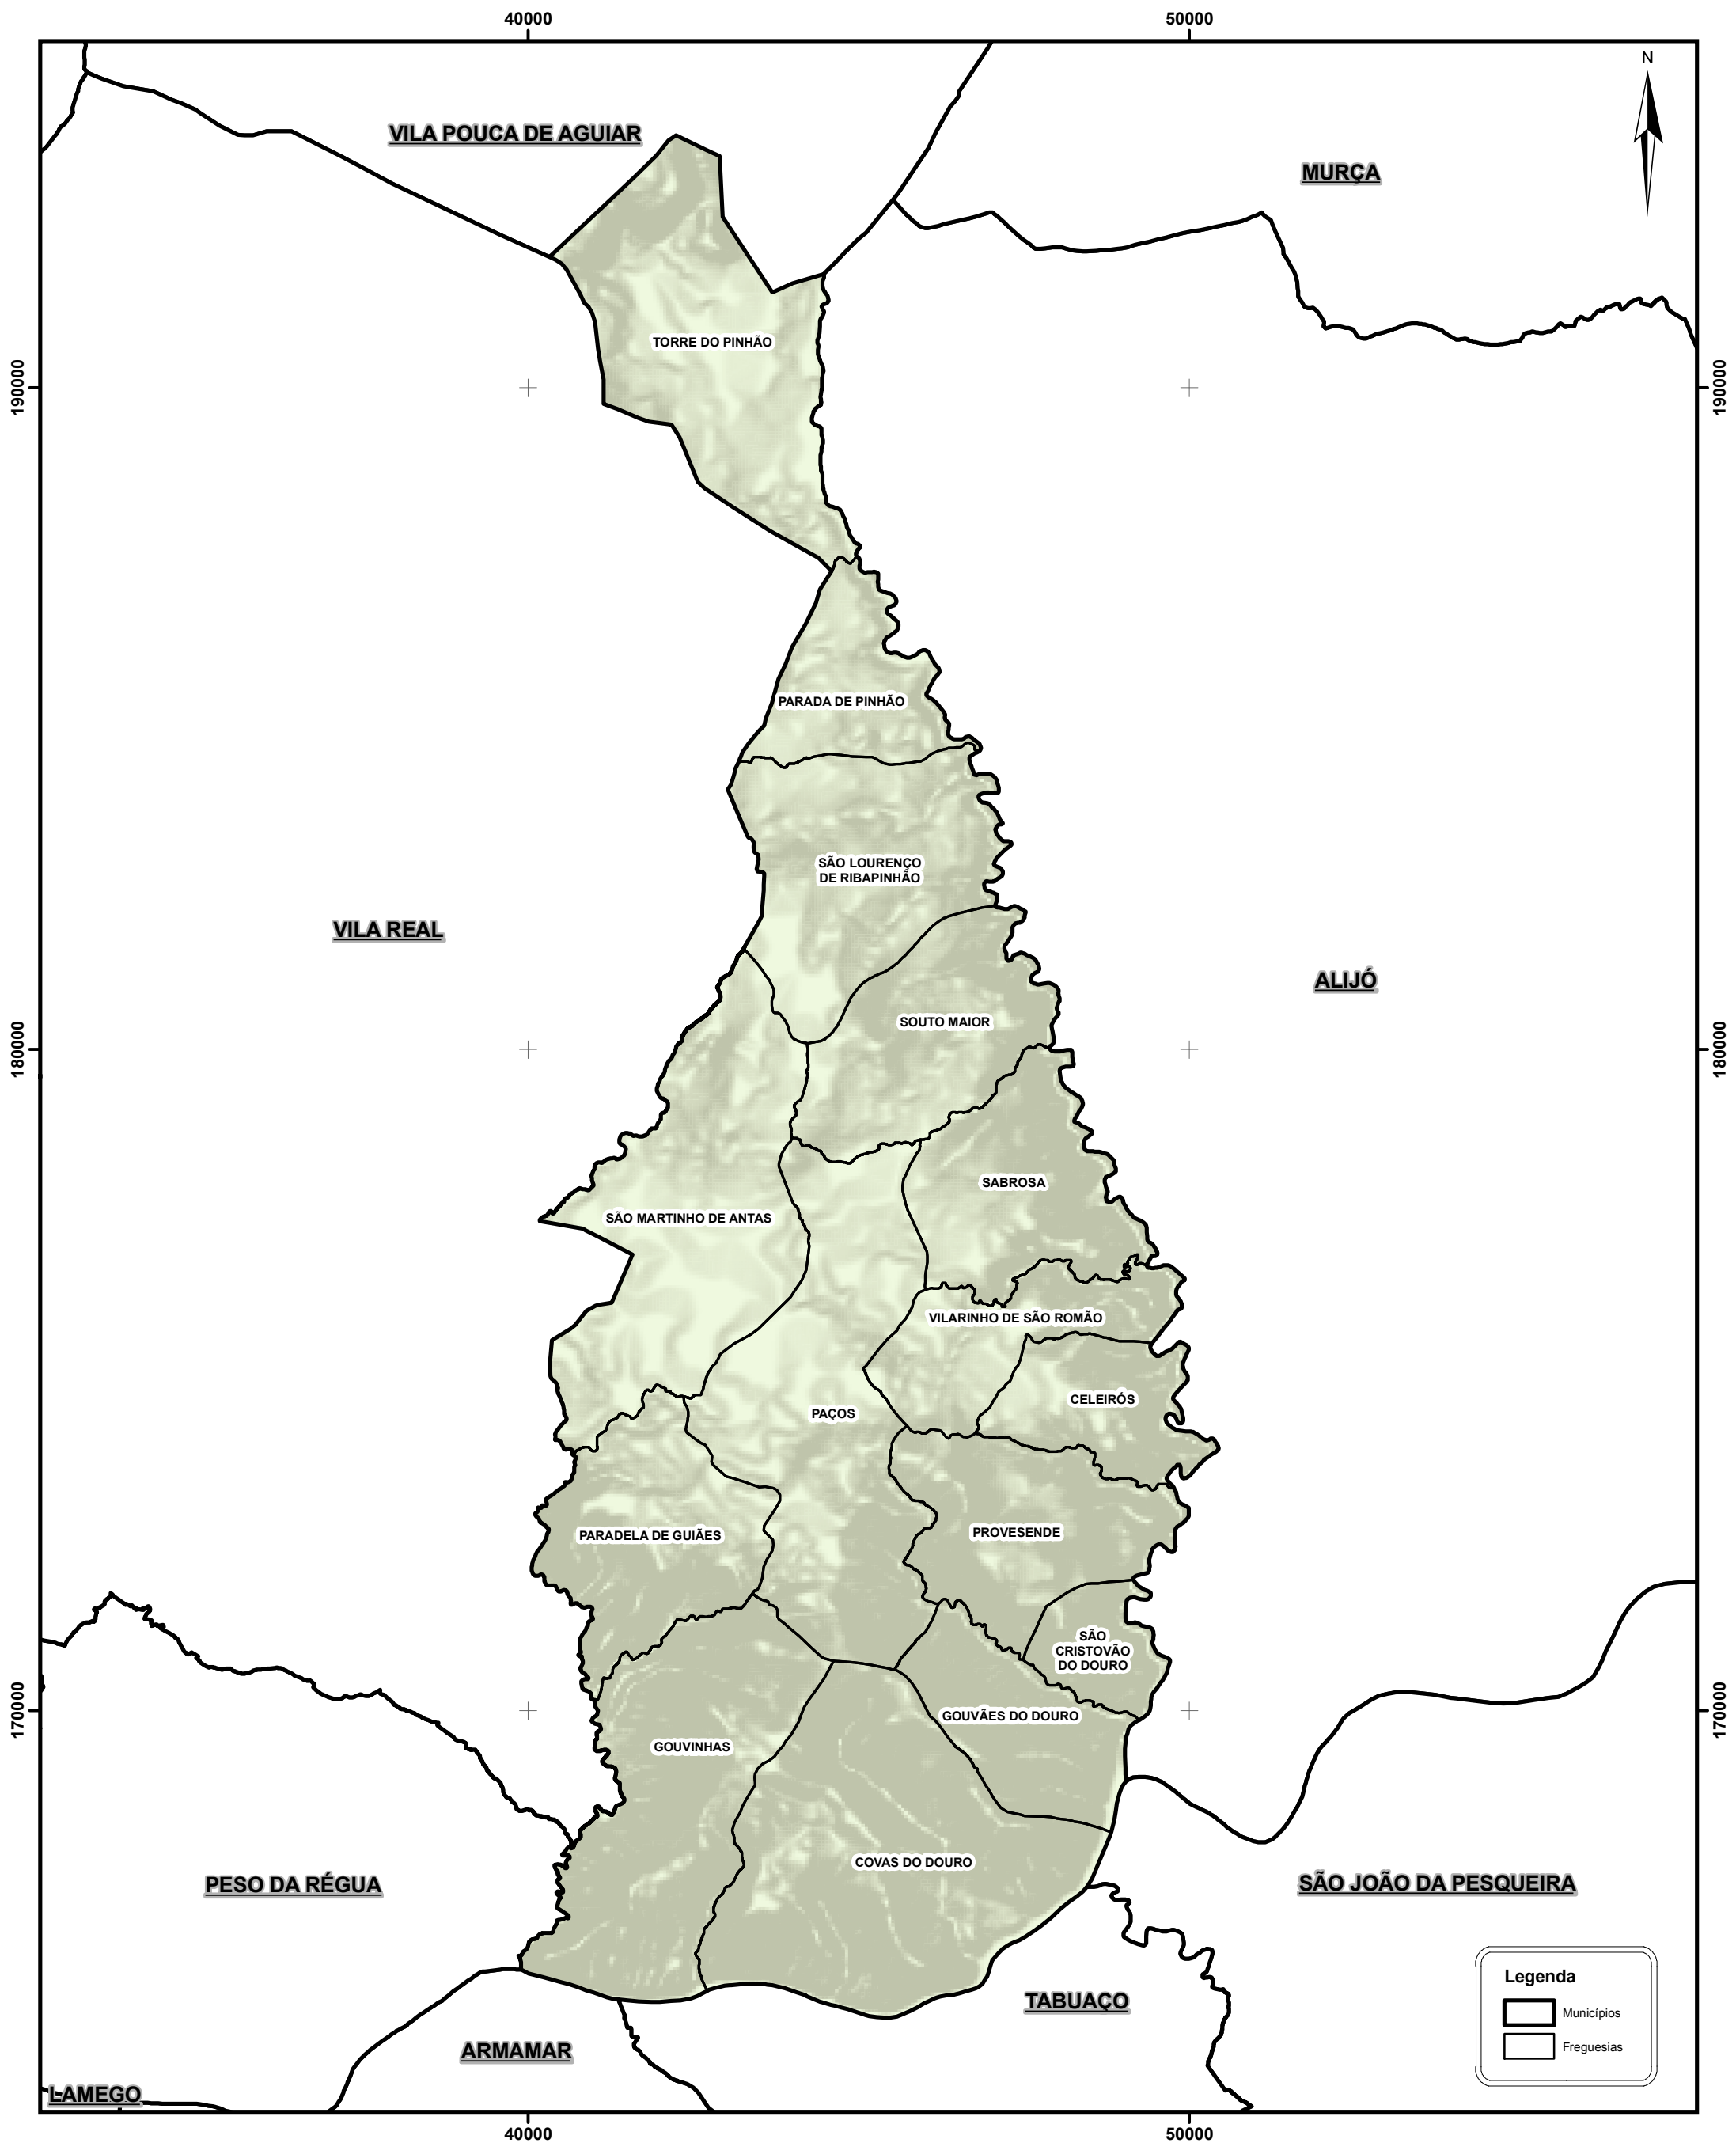 40000
50000
N
VILA POUCA DE AGUIAR
MURÇA
TORRE DO PINHÃO
190000
190000
PARADA DE PINHÃO
SÃO LOURENÇO
DE RIBAPINHÃO
VILA REAL
ALIJÓ
SOUTO MAIOR
180000
180000
SABROSA
SÃO MARTINHO DE ANTAS
VILARINHO DE SÃO ROMÃO
CELEIRÓS
PAÇOS
PROVESENDE
PARADELA DE GUIÃES
SÃO
CRISTOVÃO
DO DOURO
170000
170000
GOUVÃES DO DOURO
GOUVINHAS
COVAS DO DOURO
PESO DA RÉGUA
SÃO JOÃO DA PESQUEIRA
Legenda
Municípios
Freguesias
TABUAÇO
ARMAMAR
LAMEGO
40000
50000